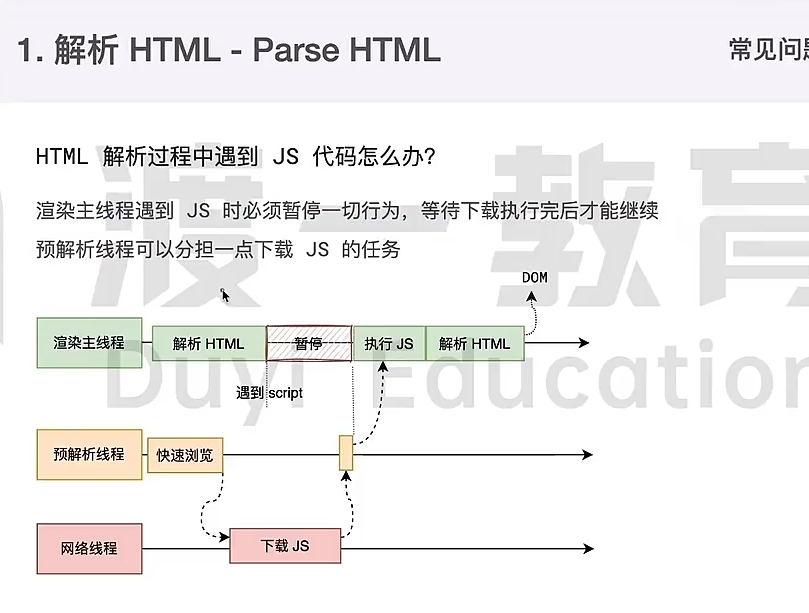 1. 解析 HTML - Parse HTML
常见问题
HTML 解析过程中遇到 JS 代码怎么办？
渲染主线程遇到 JS 时必须暂停一切行为，等待下载执行完后才能继续
预解析线程可以分担一点下载 JS 的任务
DOM
渲染主线程
解析 HTML
暂停
执行 JS
解析 HTML
遇到 script
预解析线程
快速浏览
网络线程
下载 JS
渡一教育
Duyi Education